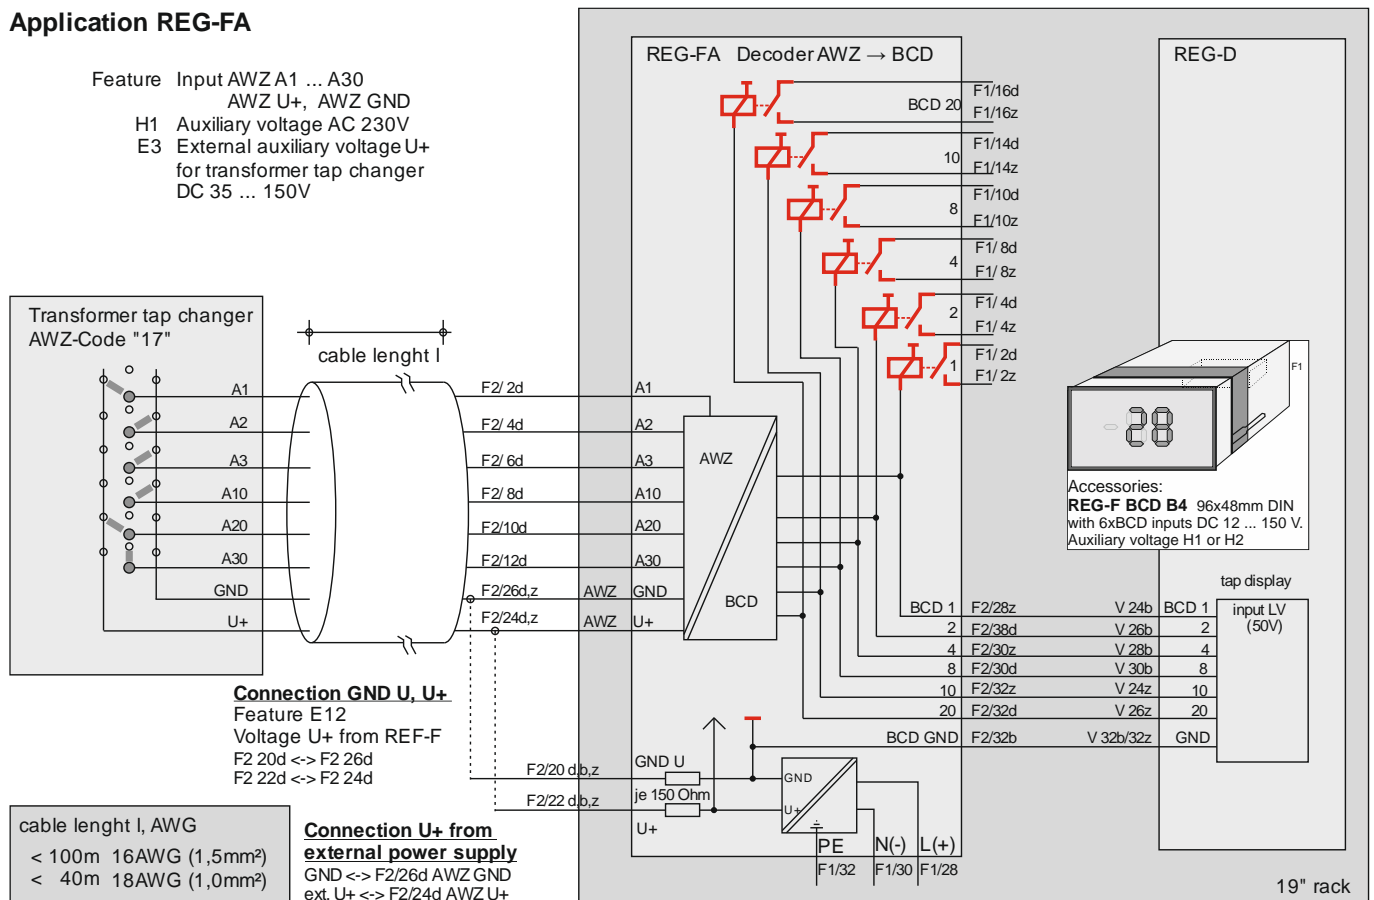 Application REG-FA
Feature Input AWZ A1 ... A30
AWZ U+, AWZ GND
H1 Auxiliary voltage AC 230V
E3 External auxiliary voltage U+
for transformer tap changer
DC 35 ... 150V
Transformer tap changer
AWZ-Code "17"
A1
A2
A3
A10
A20
A30
GND
U+
cable lenght l
F2/ 2d
F2/ 4d
F2/ 6d
F2/ 8d
F2/10d
F2/12d
F2/26d,z
F2/24d,z
AWZ
AWZ
REG-FA Decoder AWZ → BCD
BCD 20
10
8
4
2
1
F1/16d
F1/16z
F1/14d
F1/14z
F1/10d
F1/10z
F1/ 8d
F1/ 8z
F1/ 4d
F1/ 4z
F1/ 2d
F1/ 2z
A1
A2
A3
A10
A20
A30
GND
U+
AWZ
BCD
BCD 1 F2/28z V 24b BCD 1
2 F2/38d V 26b 2
4 F2/30z V 28b 4
8 F2/30d V 30b 8
10 F2/32z V 24z 10
20 F2/32d V 26z 20
BCD GND F2/32b V 32b/32z GND
REG-D
F1
-28
Accessories:
REG-F BCD B4 96x48mm DIN
with 6xBCD inputs DC 12 ... 150 V.
Auxiliary voltage H1 or H2
tap display
input LV
(50V)
Connection GND U, U+
Feature E12
Voltage U+ from REF-F
F2 20d <-> F2 26d
F2 22d <-> F2 24d
F2/20 d,b,z
F2/22 d,b,z
GND U
je 150 Ohm
U+
GND
U+
PE N(-) L(+)
F1/32 F1/30 F1/28
cable lenght l, AWG
< 100m 16AWG (1,5mm²)
< 40m 18AWG (1,0mm²)
Connection U+ from
external power supply
GND <-> F2/26d AWZ GND
ext. U+ <-> F2/24d AWZ U+
19" rack